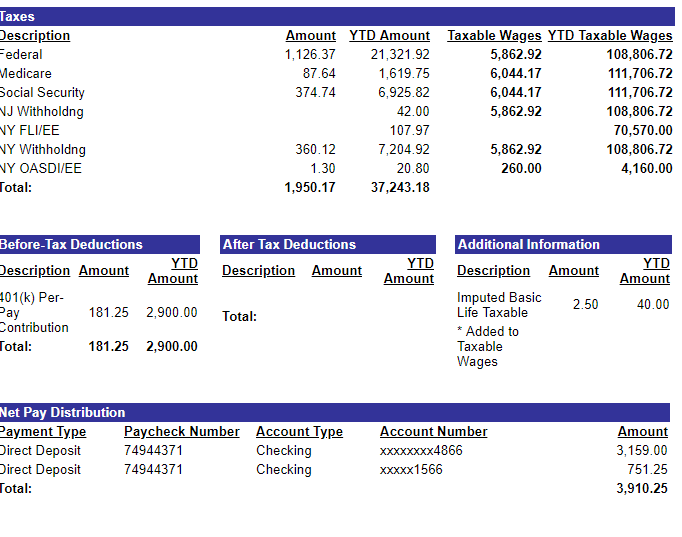 Taxes
Description Amount YTD Amount Taxable Wages YTD Taxable Wages
Federal 1,126.37 21,321.92 5,862.92 108,806.72
Medicare 87.64 1,619.75 6,044.17 111,706.72
Social Security 374.74 6,925.82 6,044.17 111,706.72
NJ Withholdng 42.00 5,862.92 108,806.72
NY FLI/EE 107.97 70,570.00
NY Withholdng 360.12 7,204.92 5,862.92 108,806.72
NY OASDI/EE 1.30 20.80 260.00 4,160.00
Total: 1,950.17 37,243.18
Before-Tax Deductions
Description Amount YTD Amount
401(k) Per-
Pay 181.25 2,900.00
Contribution
Total: 181.25 2,900.00
After Tax Deductions
Description Amount YTD Amount
Total:
Additional Information
Description Amount YTD Amount
Imputed Basic 2.50 40.00
Life Taxable
* Added to
Taxable
Wages
Net Pay Distribution
Payment Type Paycheck Number Account Type Account Number Amount
Direct Deposit 74944371 Checking xxxxxxxx4866 3,159.00
Direct Deposit 74944371 Checking xxxxx1566 751.25
Total: 3,910.25